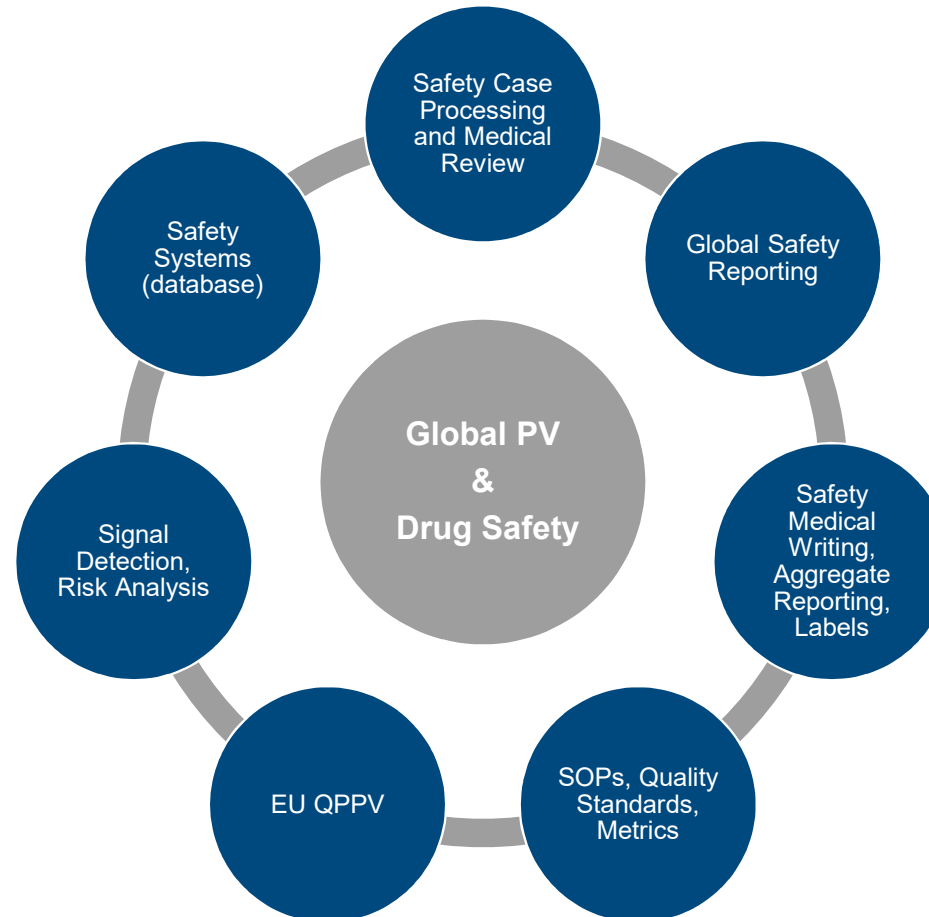 Safety Case
Processing
and Medical
Review
Global Safety
Reporting
Safety
Medical
Writing,
Aggregate
Reporting,
Labels
SOPs, Quality
Standards,
Metrics
EU QPPV
Signal
Detection,
Risk Analysis
Safety
Systems
(database)
Global PV
&
Drug Safety